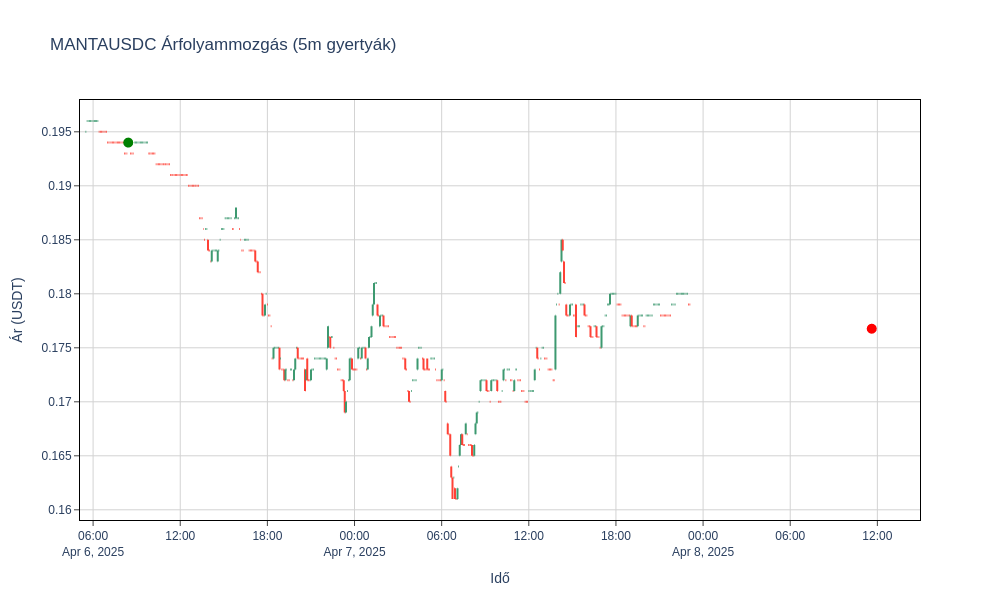 MANTAUSDC Árfolyammozgás (5m gyertyák)
Ár (USDT)
0.195
0.19
0.185
0.18
0.175
0.17
0.165
0.16
06:00 12:00 18:00 00:00 06:00 12:00 18:00 00:00 06:00 12:00
Apr 6, 2025 Apr 7, 2025 Apr 8, 2025
Idő